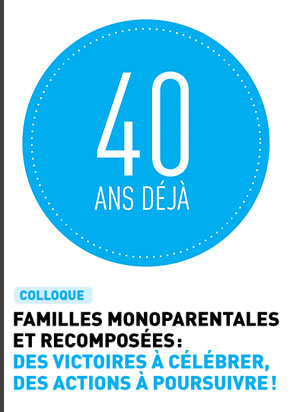 40
ANS DÉJÀ
COLLOQUE
FAMILLES MONOPARENTALES
ET RECOMPOSÉES :
DES VICTOIRES À CÉLÉBRER,
DES ACTIONS À POURSUIVRE !